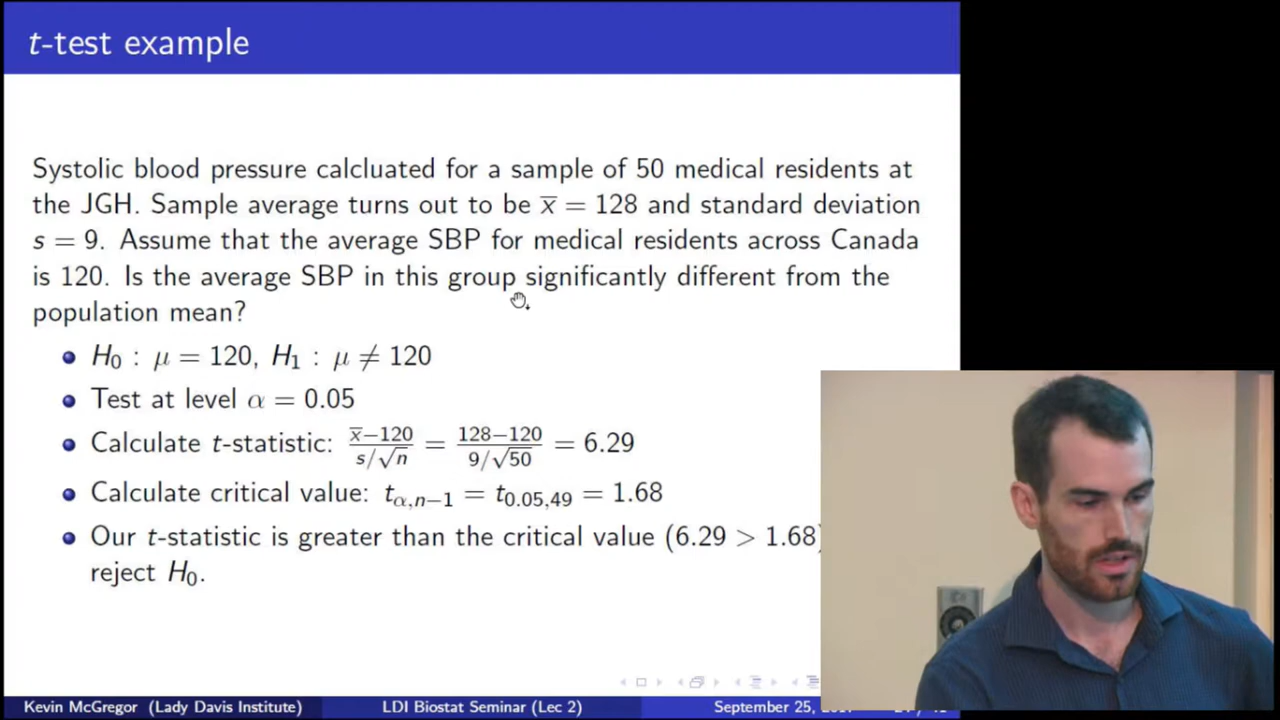 t-test example
Systolic blood pressure calcluated for a sample of 50 medical residents at
the JGH. Sample average turns out to be x̅ = 128 and standard deviation
s = 9. Assume that the average SBP for medical residents across Canada
is 120. Is the average SBP in this group significantly different from the
population mean?
H₀ : μ = 120, H₁ : μ ≠ 120
Test at level α = 0.05
Calculate t-statistic: (x̅−120)/(s/√n) = (128−120)/(9/√50) = 6.29
Calculate critical value: t_{α,n−1} = t_{0.05,49} = 1.68
Our t-statistic is greater than the critical value (6.29 > 1.68)
reject H₀.
Kevin McGregor (Lady Davis Institute) LDI Biostat Seminar (Lec 2) September 25,